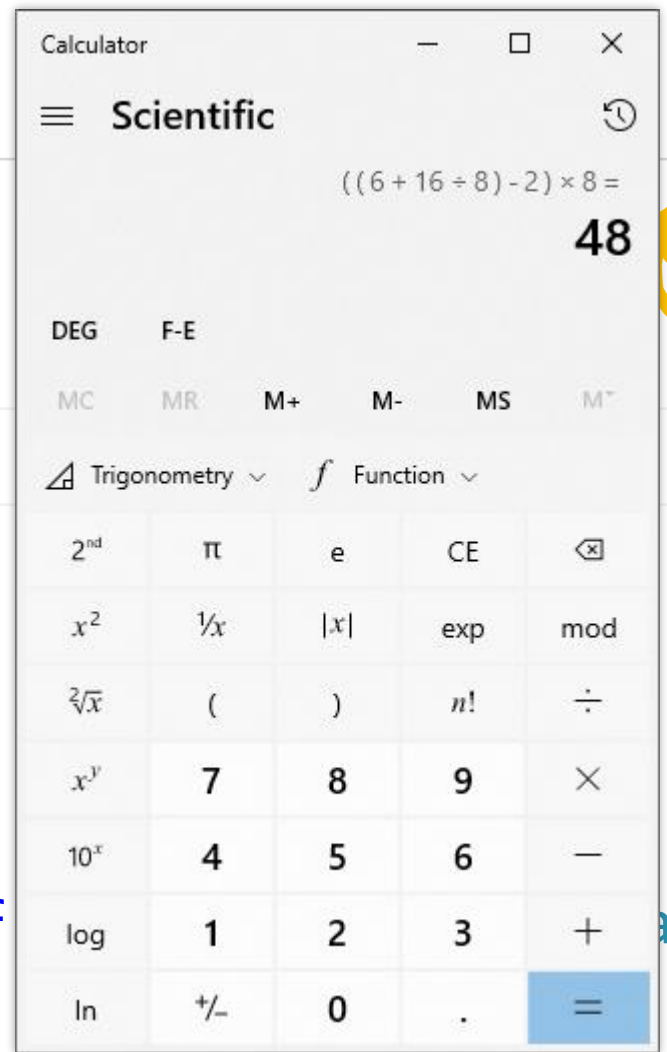 Calculator
Scientific
((6 + 16 ÷ 8) - 2) × 8 =
48
DEG F-E
MC MR M+ M- MS M˅
Trigonometry f Function
2ⁿᵈ π e CE
x² ¹/x |x| exp mod
²√x ( ) n! ÷
xʸ 7 8 9 ×
10ˣ 4 5 6 −
log 1 2 3 +
ln +/− 0 . =